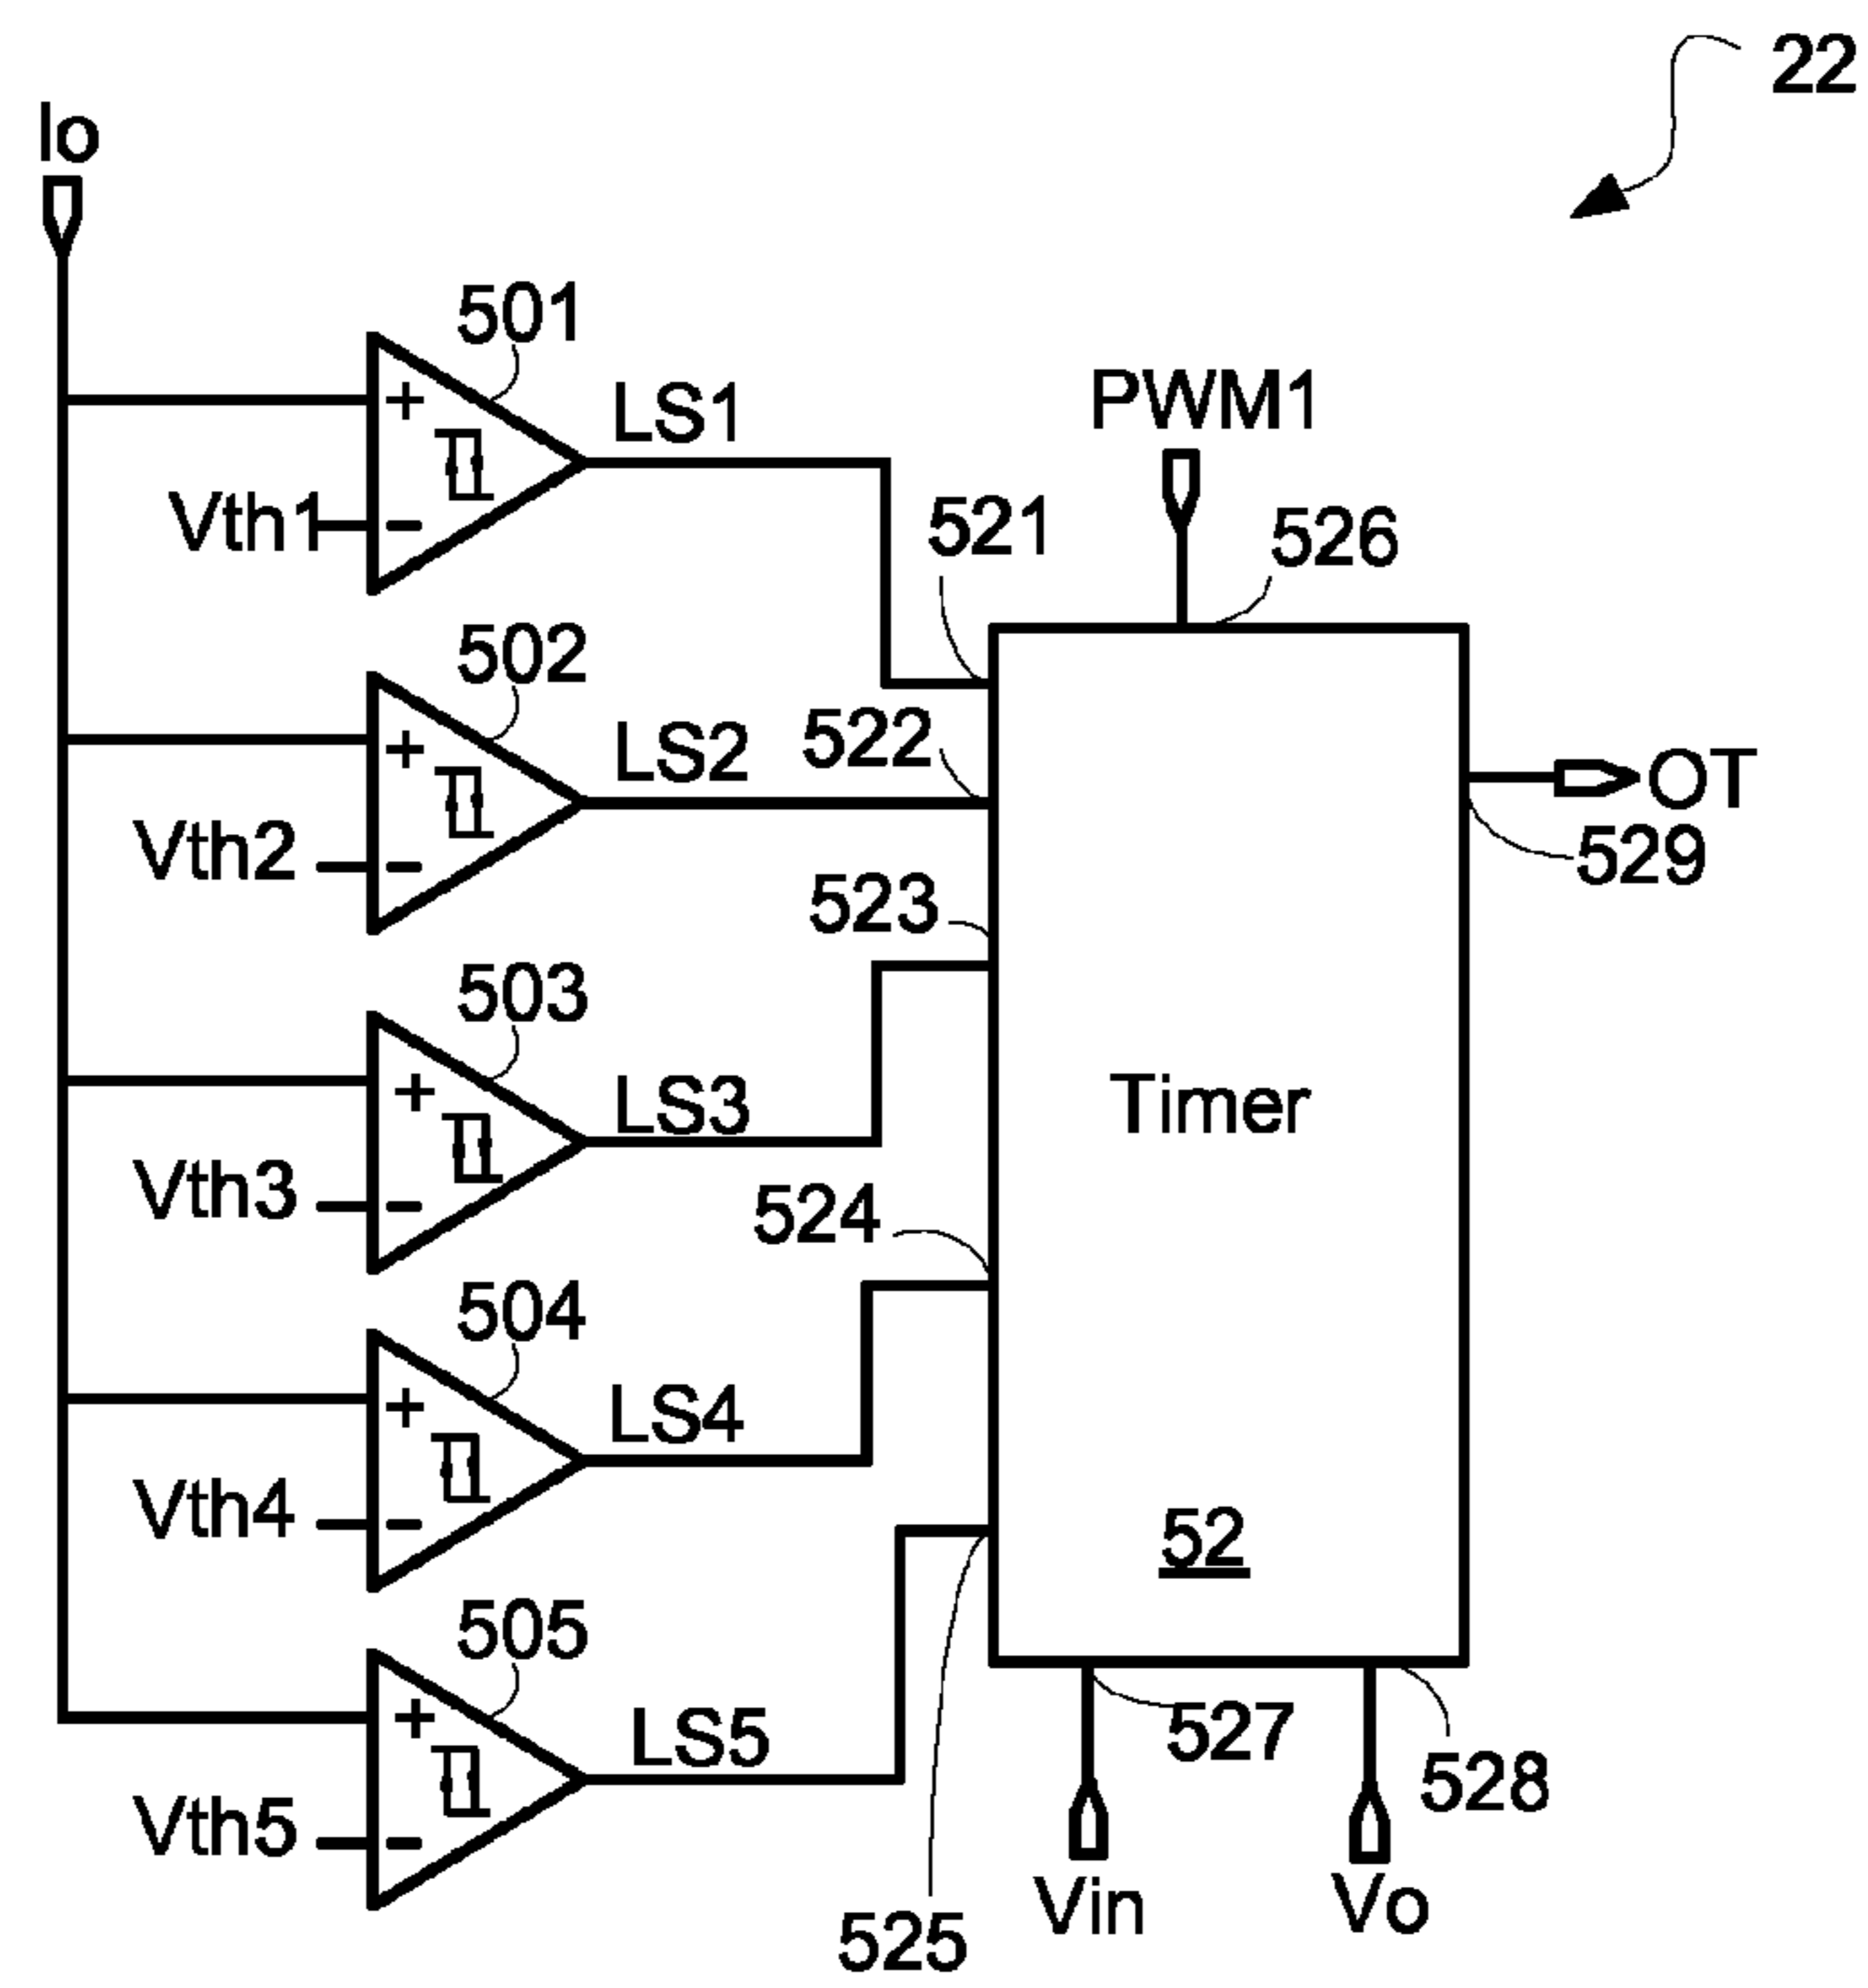 22
Io
501
+
LS1
Vth1
−
PWM1
521
526
502
+
LS2
522
Vth2
−
OT
529
523
503
+
LS3
Timer
Vth3
−
524
504
+
LS4
Vth4
−
52
505
+
LS5
527
Vth5
−
528
525
Vin
Vo